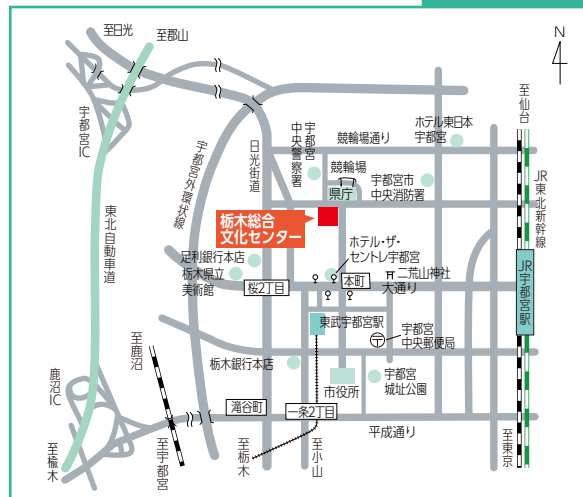 至日光
至郡山
N
至仙台
宇都宮IC
宇都宮外環状線
日光街道
宇都宮
中央警察署
競輪場通り
ホテル東日本
宇都宮
競輪場
県庁
宇都宮市
中央消防署
JR東北新幹線
東北自動車道
栃木総合
文化センター
ホテル・ザ・
セントレ宇都宮
足利銀行本店
栃木県立
美術館
桜2丁目
本町
二荒山神社
大通り
JR宇都宮駅
東武宇都宮駅
宇都宮
中央郵便局
至鹿沼
栃木銀行本店
鹿沼IC
市役所
宇都宮
城址公園
滝谷町
一条2丁目
平成通り
至楡木
至宇都宮
至栃木
至小山
至東京